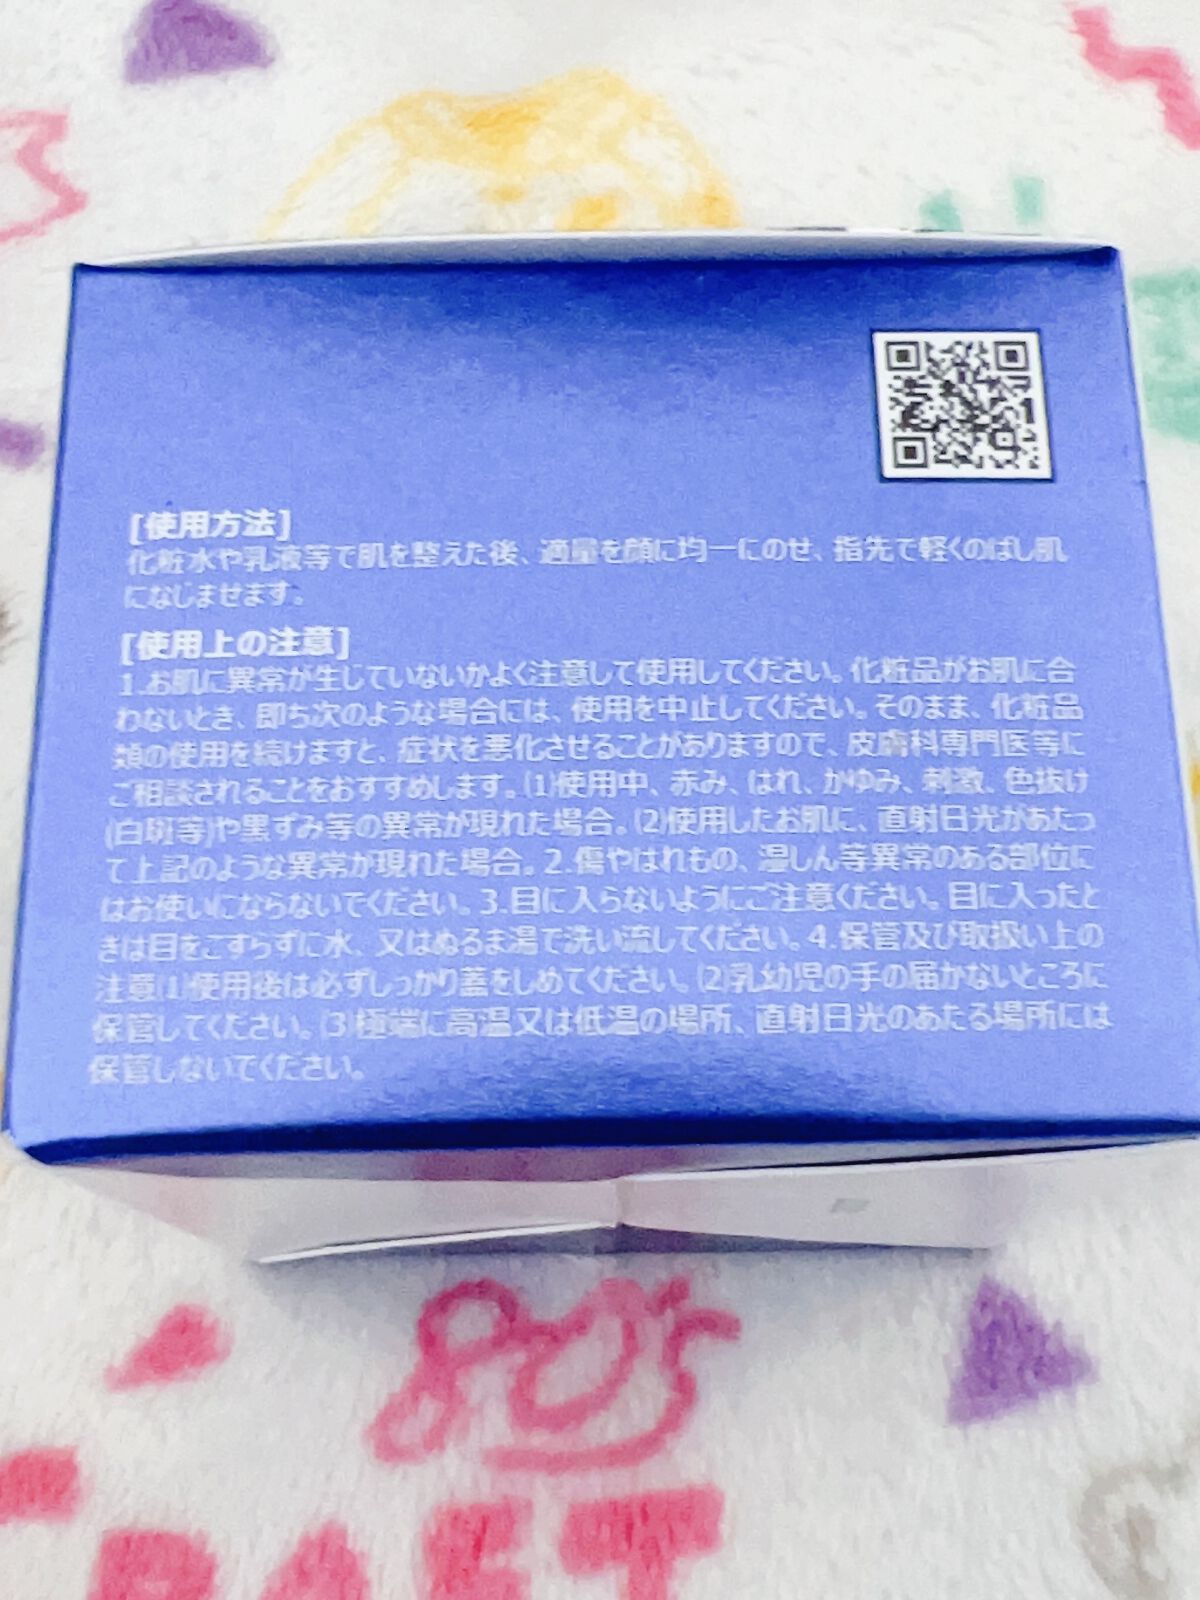 [使用方法]
化粧水や乳液等で肌を整えた後、適量を顔に均一にのせ、指先で軽くのばし肌
になじませます。
[使用上の注意]
1.お肌に異常が生じていないかよく注意して使用してください。化粧品がお肌に合
わないとき、即ち次のような場合には、使用を中止してください。そのまま、化粧品
類の使用を続けますと、症状を悪化させることがありますので、皮膚科専門医等に
ご相談されることをおすすめします。(1)使用中、赤み、はれ、かゆみ、刺激、色抜け
(白斑等)や黒ずみ等の異常が現れた場合。(2)使用したお肌に、直射日光があたっ
て上記のような異常が現れた場合。2.傷やはれもの、湿しん等異常のある部位に
はお使いにならないでください。3.目に入らないようにご注意ください。目に入ったと
きは目をこすらずに水、又はぬるま湯で洗い流してください。4.保管及び取扱い上の
注意(1)使用後は必ずしっかり蓋をしめてください。(2)乳幼児の手の届かないところに
保管してください。(3)極端に高温又は低温の場所、直射日光のあたる場所には
保管しないでください。